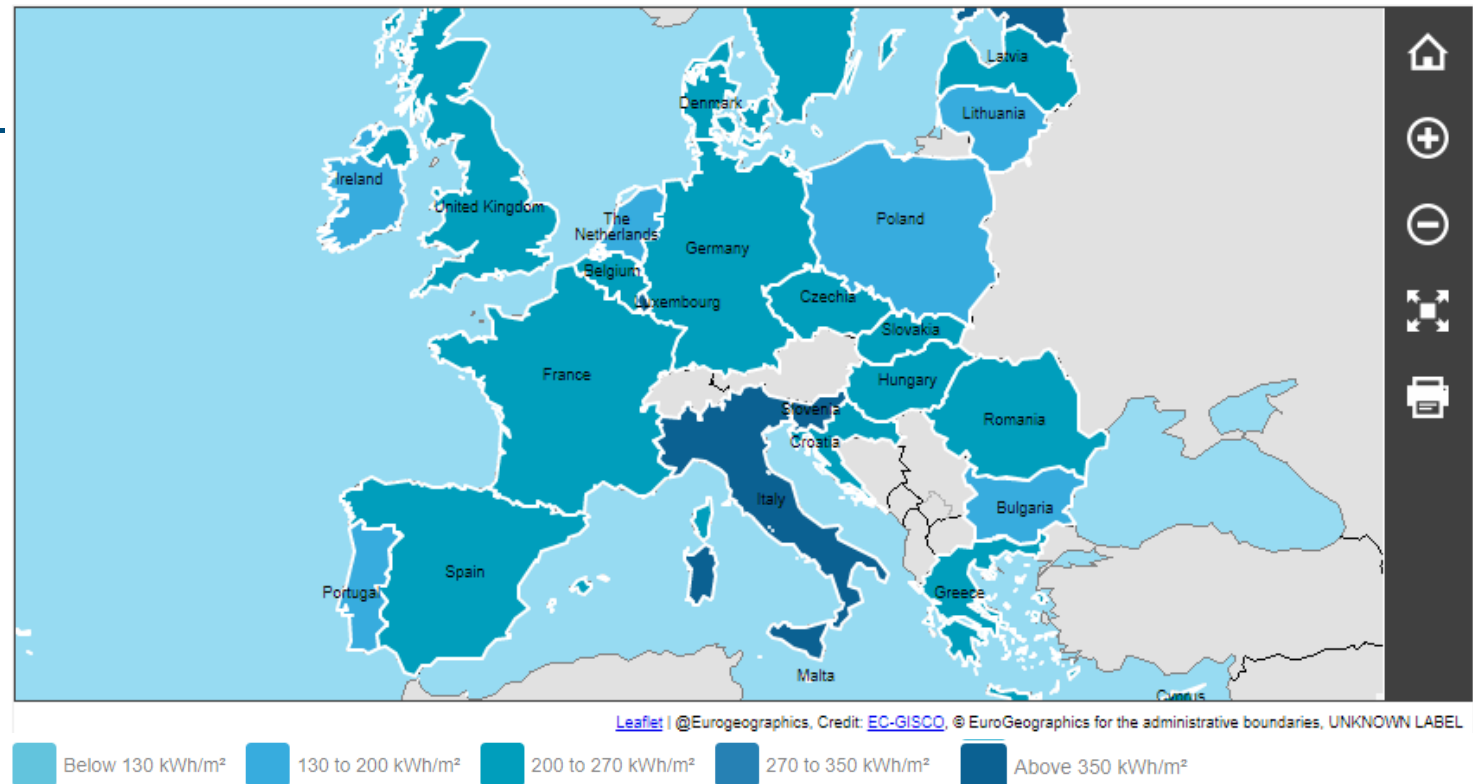 Latvia
Denmark
Lithuania
Ireland
United Kingdom
The
Netherlands
Poland
Germany
Belgium
Luxembourg
Czechia
Slovakia
France
Hungary
Slovenia
Romania
Croatia
Italy
Bulgaria
Spain
Portugal
Greece
Malta
Cyprus
Leaflet | @Eurogeographics, Credit: EC-GISCO, © EuroGeographics for the administrative boundaries, UNKNOWN LABEL
Below 130 kWh/m² 130 to 200 kWh/m² 200 to 270 kWh/m² 270 to 350 kWh/m² Above 350 kWh/m²